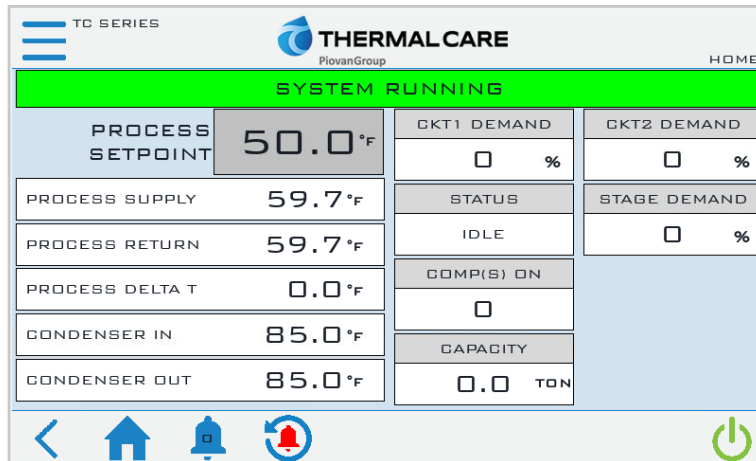 TC SERIES
THERMALCARE
PiovanGroup
HOME
SYSTEM RUNNING
PROCESS
SETPOINT
50.0°F
CKT1 DEMAND
0 %
CKT2 DEMAND
0 %
PROCESS SUPPLY 59.7°F
STATUS
IDLE
STAGE DEMAND
0 %
PROCESS RETURN 59.7°F
PROCESS DELTA T 0.0°F
COMP(S) ON
0
CONDENSER IN 85.0°F
CAPACITY
0.0 TON
CONDENSER OUT 85.0°F
0